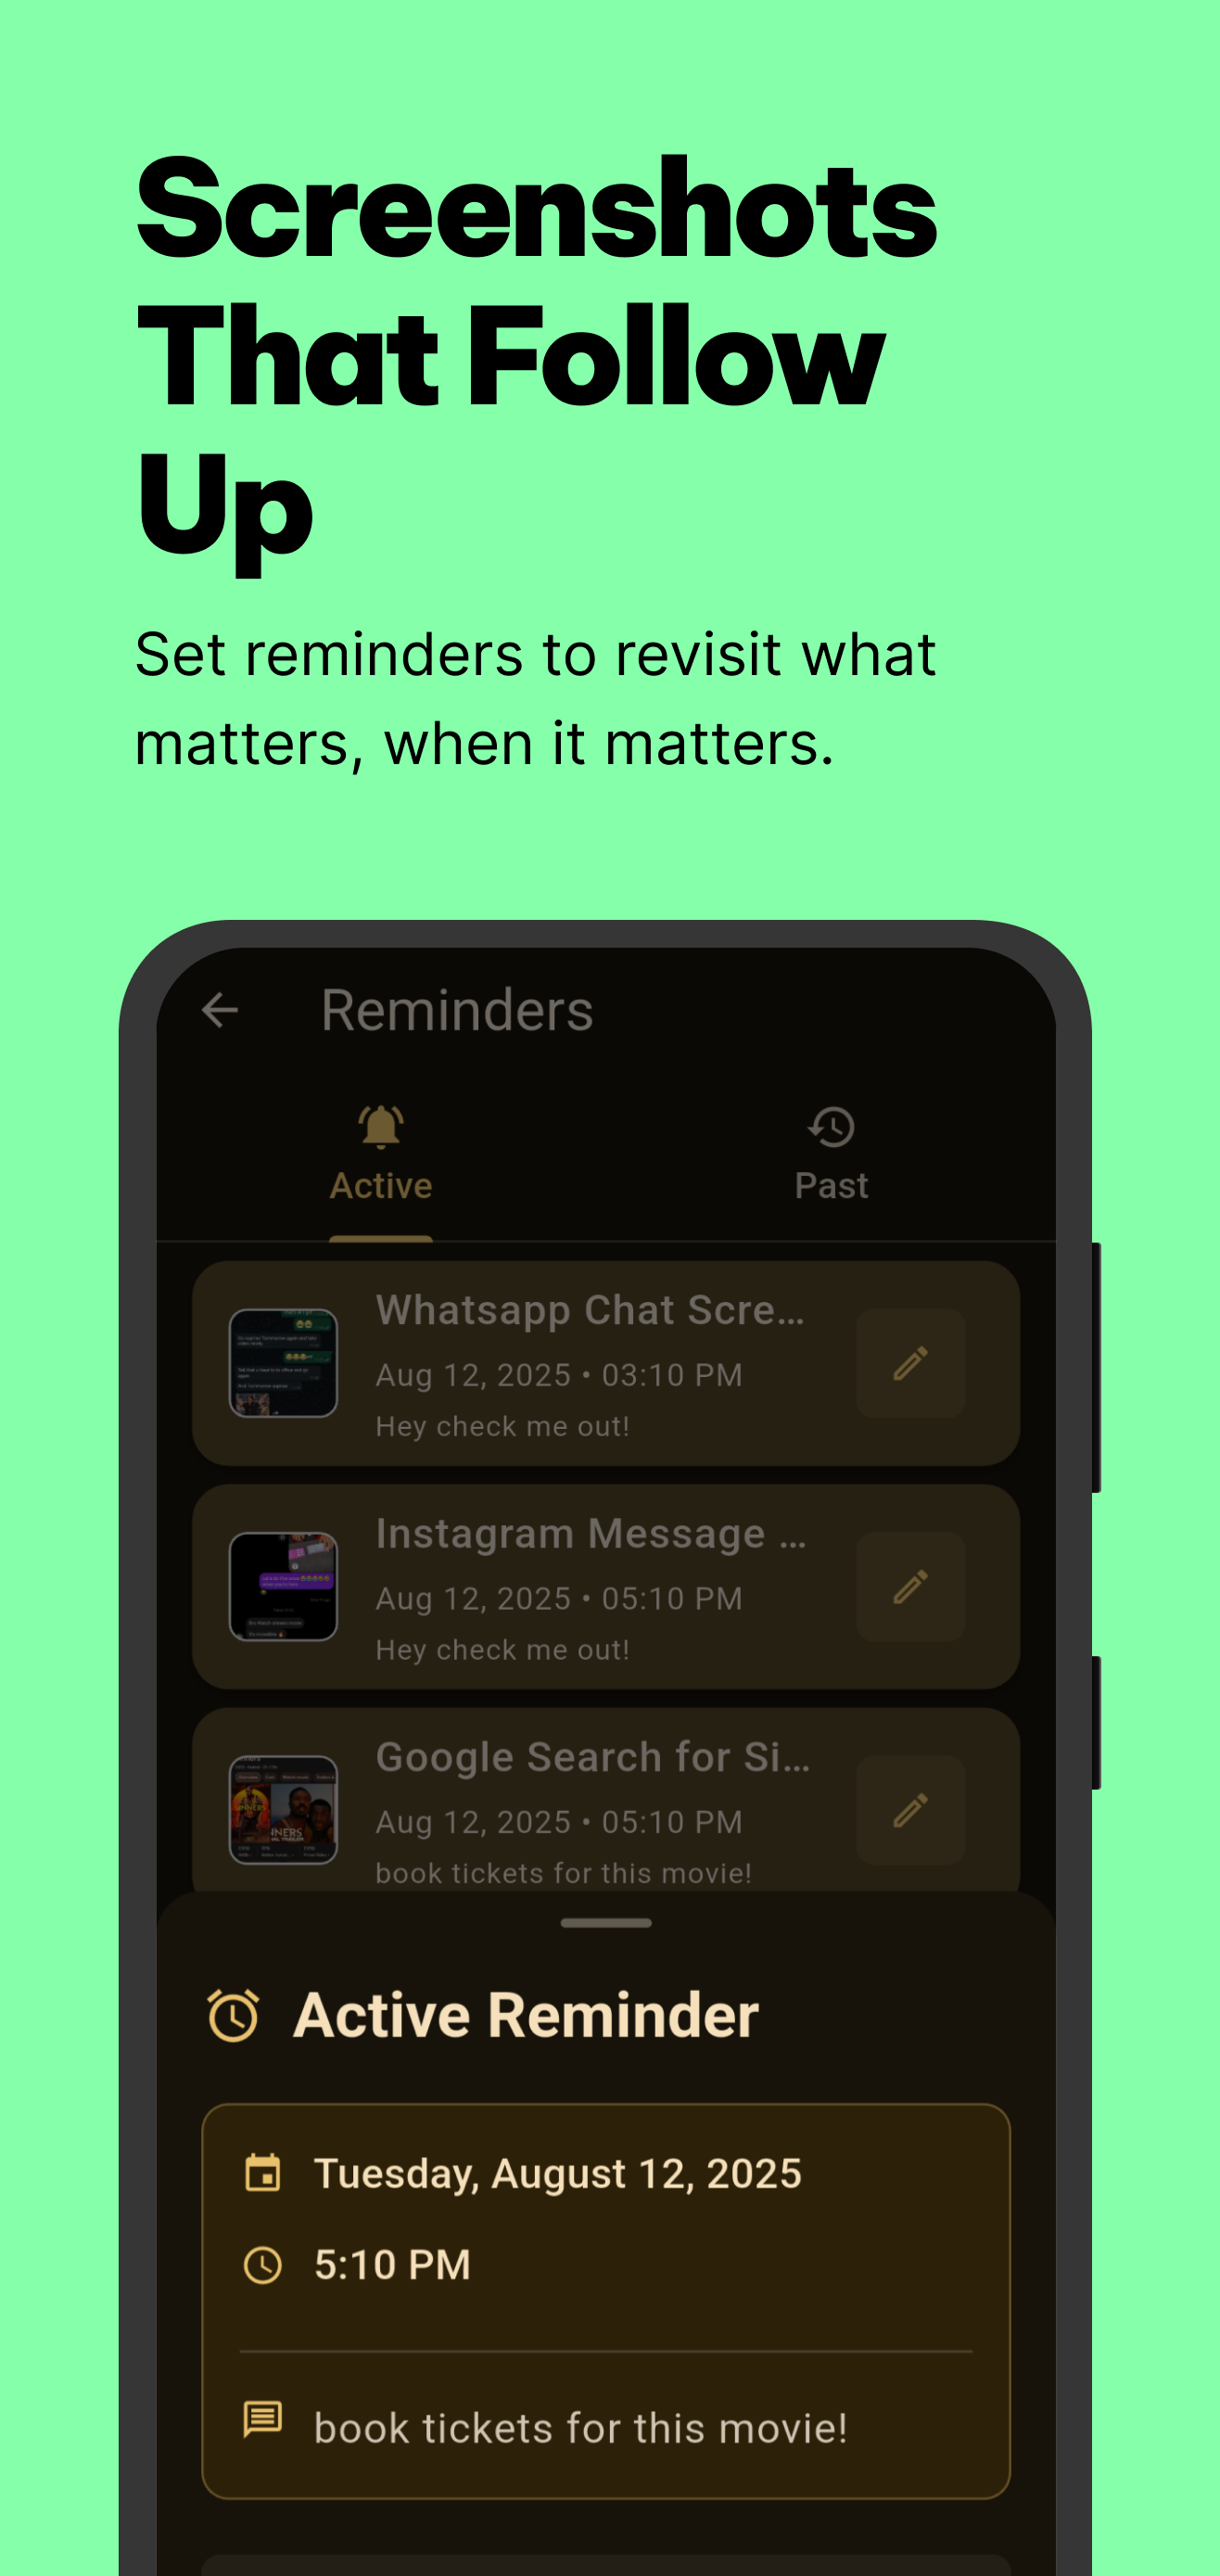 Screenshots
That Follow
Up
Set reminders to revisit what
matters, when it matters.
Reminders
Active
Past
Whatsapp Chat Scre...
Aug 12, 2025 • 03:10 PM
Hey check me out!
Instagram Message ...
Aug 12, 2025 • 05:10 PM
Hey check me out!
Google Search for Si...
Aug 12, 2025 • 05:10 PM
book tickets for this movie!
Active Reminder
Tuesday, August 12, 2025
5:10 PM
book tickets for this movie!